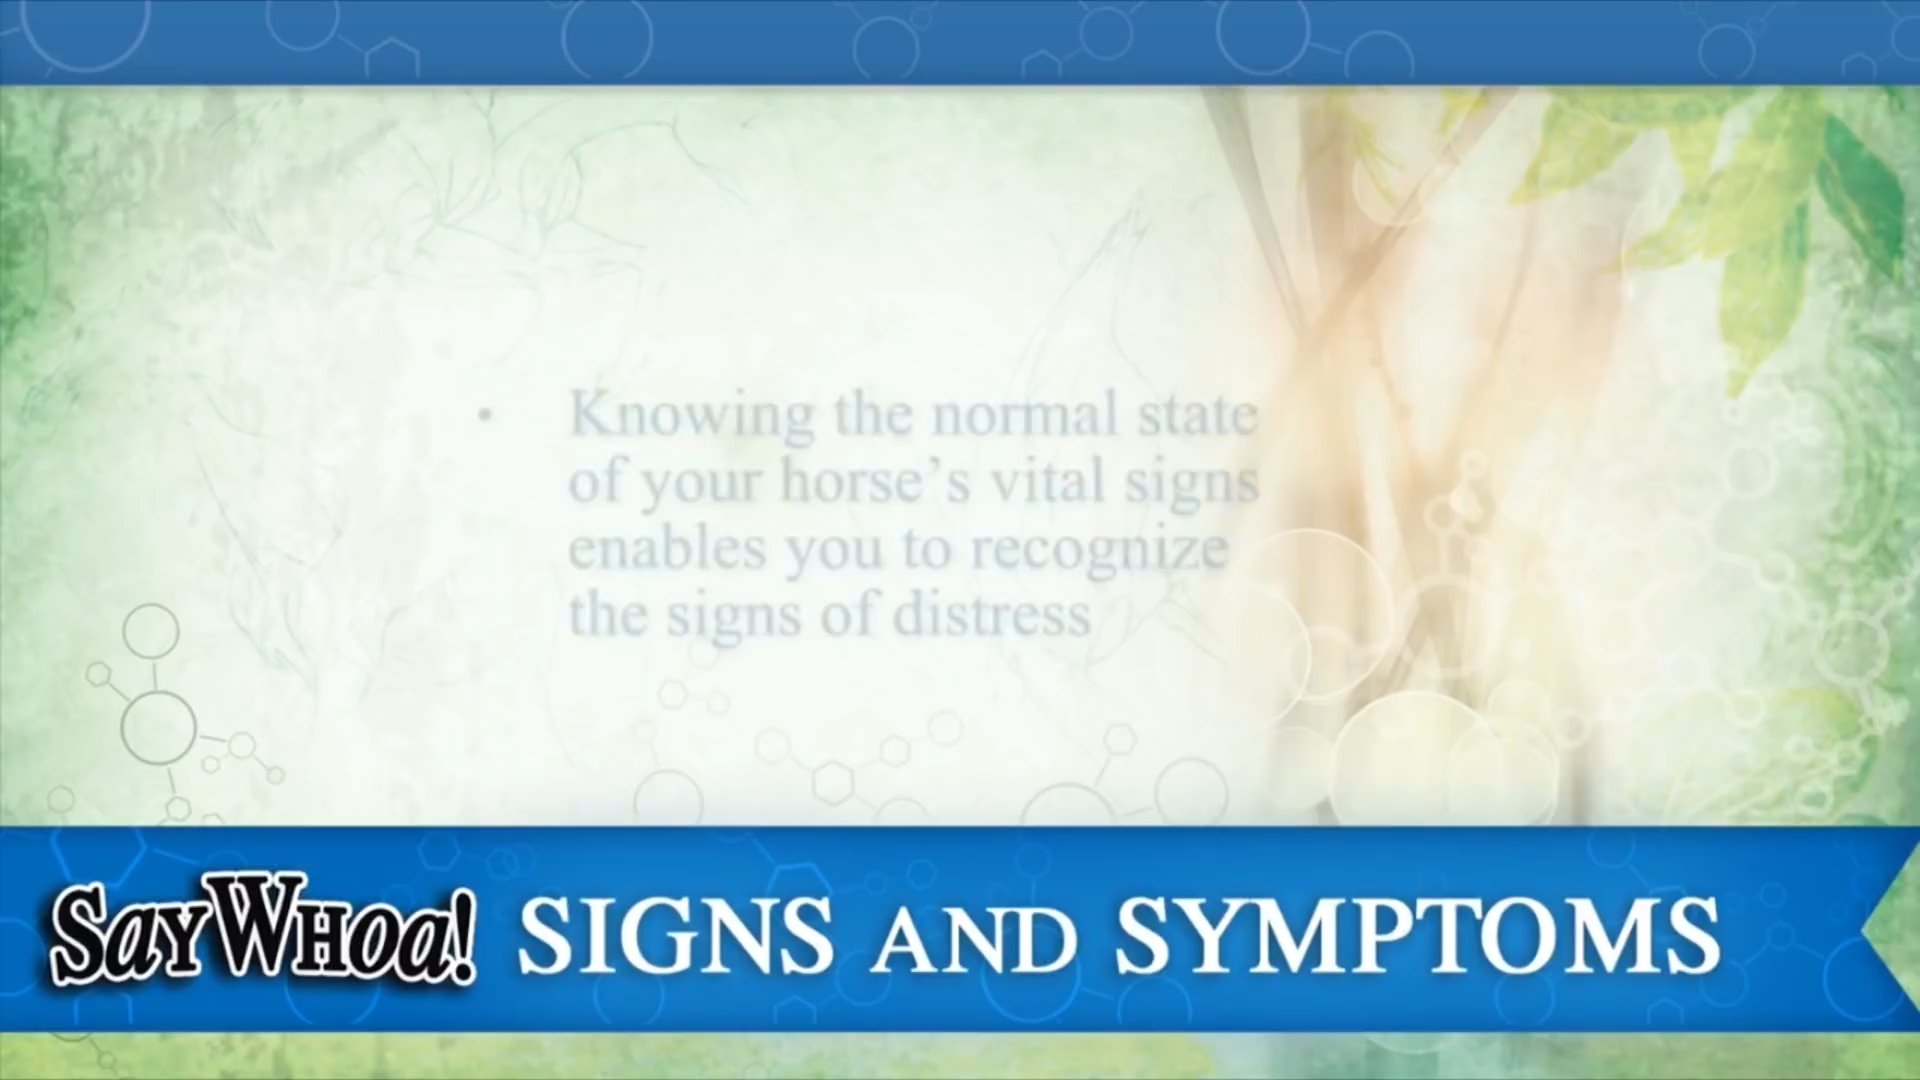 • Knowing the normal state
of your horse’s vital signs
enables you to recognize
the signs of distress
SayWhoa! SIGNS AND SYMPTOMS